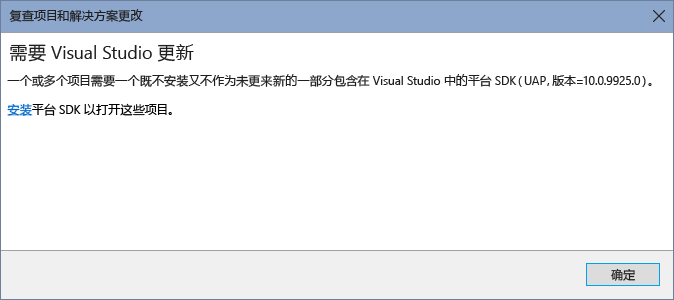 复查项目和解决方案更改
需要 Visual Studio 更新
一个或多个项目需要一个既不安装又不作为未更来新的一部分包含在 Visual Studio 中的平台 SDK (UAP, 版本=10.0.9925.0)。
安装平台 SDK 以打开这些项目。
确定